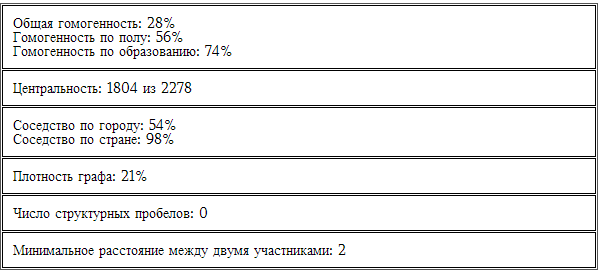 Общая гомогенность: 28%
Гомогенность по полу: 56%
Гомогенность по образованию: 74%
Центральность: 1804 из 2278
Соседство по городу: 54%
Соседство по стране: 98%
Плотность графа: 21%
Число структурных пробелов: 0
Минимальное расстояние между двумя участниками: 2